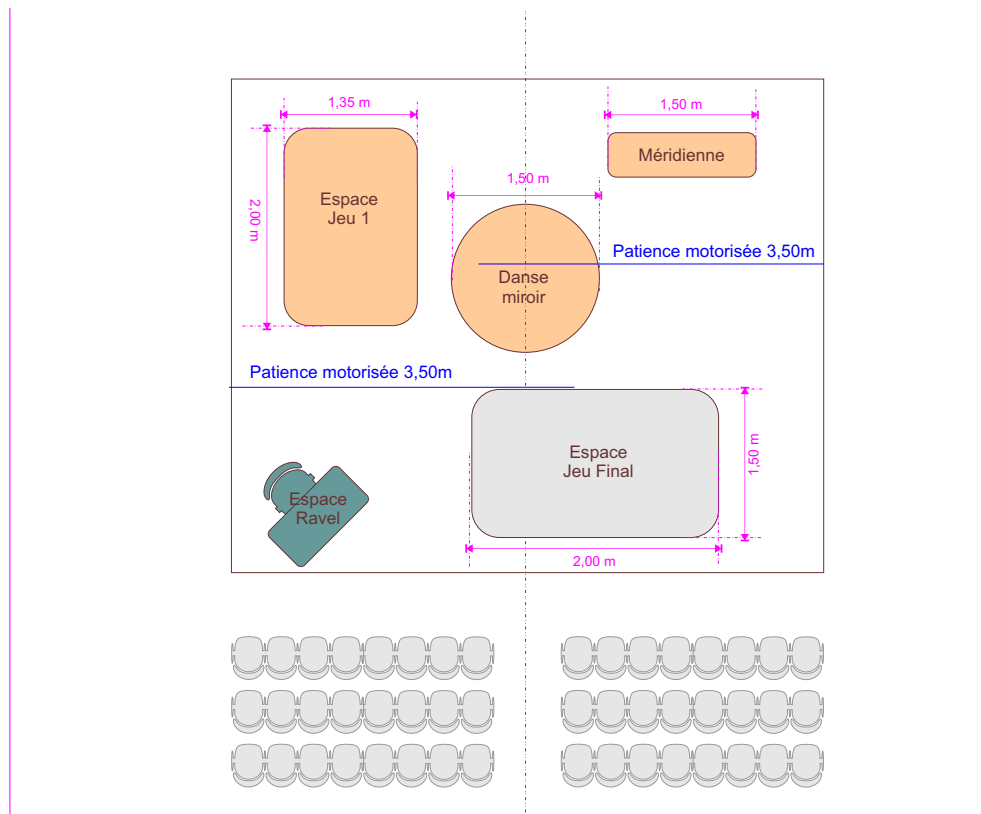 1,35 m
1,50 m
Méridienne
1,50 m
Espace
Jeu 1
2,00 m
Patience motorisée 3,50m
Danse
miroir
Patience motorisée 3,50m
Espace
Jeu Final
1,50 m
Espace
Ravel
2,00 m